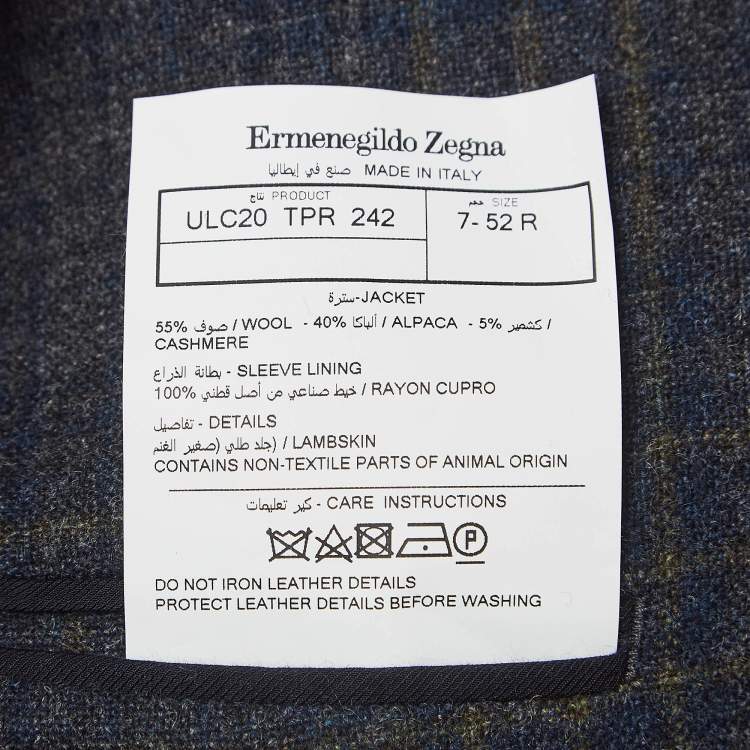 Ermenegildo Zegna
صنع في إيطاليا MADE IN ITALY
نتاج PRODUCT
ULC20 TPR 242
حجم SIZE
7- 52 R
سترة-JACKET
55% صوف / WOOL - 40% ألباكا / ALPACA - 5% كشمير /
CASHMERE
بطانة الذراع - SLEEVE LINING
100% خيط صناعي من أصل قطني / RAYON CUPRO
تفاصيل - DETAILS
جلد طلي (صغير الغنم) / LAMBSKIN
CONTAINS NON-TEXTILE PARTS OF ANIMAL ORIGIN
كير تعليمات - CARE INSTRUCTIONS
P
DO NOT IRON LEATHER DETAILS
PROTECT LEATHER DETAILS BEFORE WASHING